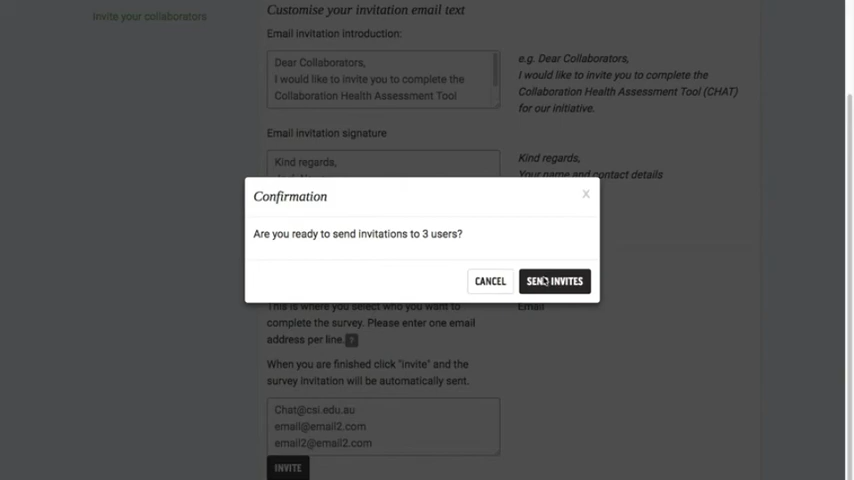 Invite your collaborators
Customise your invitation email text
Email invitation introduction:
Dear Collaborators,
I would like to invite you to complete the
Collaboration Health Assessment Tool
e.g. Dear Collaborators,
I would like to invite you to complete the
Collaboration Health Assessment Tool (CHAT)
for our initiative.
Email invitation signature
Kind regards,
Kind regards,
Your name and contact details
Confirmation
X
Are you ready to send invitations to 3 users?
CANCEL
SEND INVITES
This is where you select who you want to
complete the survey. Please enter one email
address per line. ?
Email
When you are finished click "Invite" and the
survey invitation will be automatically sent.
Chat@csi.edu.au
email@email2.com
email2@email2.com
INVITE